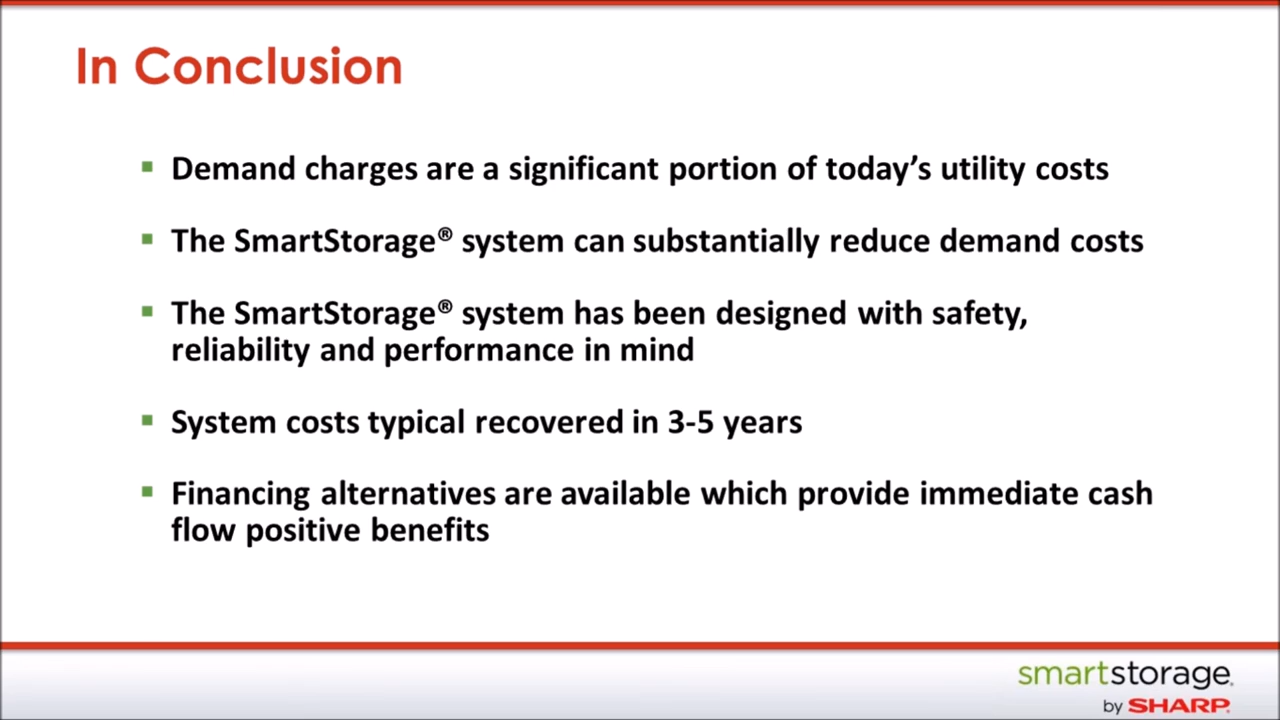 In Conclusion
▪ Demand charges are a significant portion of today’s utility costs
▪ The SmartStorage® system can substantially reduce demand costs
▪ The SmartStorage® system has been designed with safety,
reliability and performance in mind
▪ System costs typical recovered in 3-5 years
▪ Financing alternatives are available which provide immediate cash
flow positive benefits
smartstorage.
by SHARP.